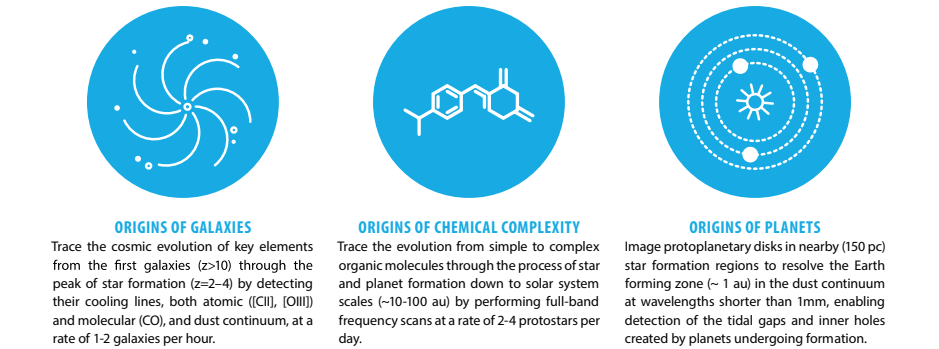 ORIGINS OF GALAXIES
Trace the cosmic evolution of key elements
from the first galaxies (z>10) through the
peak of star formation (z=2–4) by detecting
their cooling lines, both atomic ([CII], [OIII])
and molecular (CO), and dust continuum, at a
rate of 1-2 galaxies per hour.
ORIGINS OF CHEMICAL COMPLEXITY
Trace the evolution from simple to complex
organic molecules through the process of star
and planet formation down to solar system
scales (~10-100 au) by performing full-band
frequency scans at a rate of 2-4 protostars per
day.
ORIGINS OF PLANETS
Image protoplanetary disks in nearby (150 pc)
star formation regions to resolve the Earth
forming zone (~ 1 au) in the dust continuum
at wavelengths shorter than 1mm, enabling
detection of the tidal gaps and inner holes
created by planets undergoing formation.